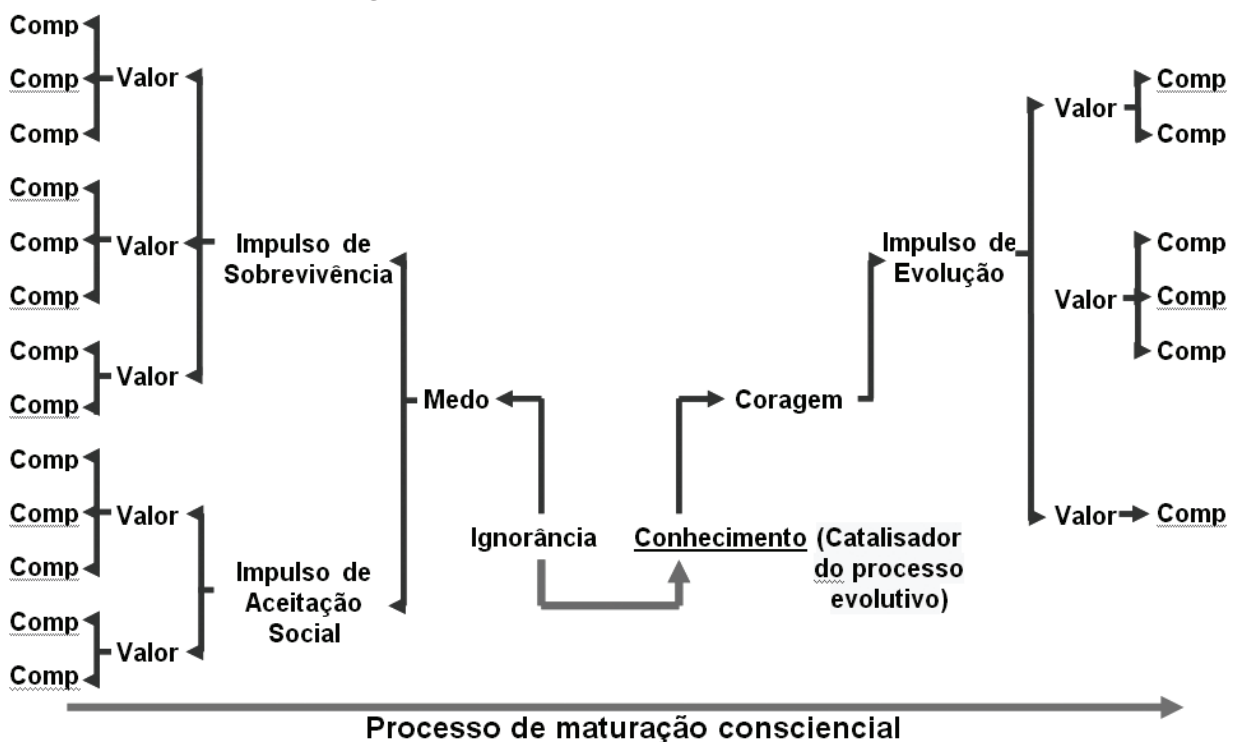 Comp
Comp
Comp
Valor
Comp
Comp
Comp
Valor
Comp
Comp
Valor
Impulso de
Sobrevivência
Comp
Comp
Comp
Valor
Comp
Comp
Valor
Impulso de
Aceitação
Social
Medo
Ignorância
Conhecimento (Catalisador
do processo
evolutivo)
Coragem
Impulso de
Evolução
Valor
Comp
Comp
Valor
Comp
Comp
Comp
Valor
Comp
Processo de maturação consciencial